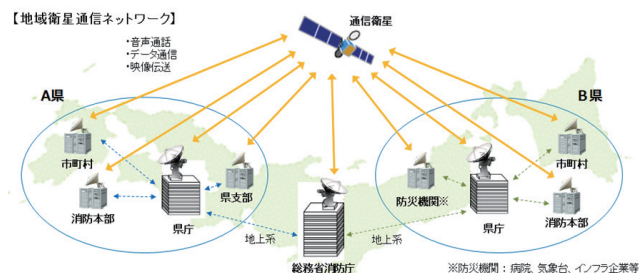 【地域衛星通信ネットワーク】
・音声通話
・データ通信
・映像伝送
通信衛星
A県
B県
市町村
消防本部
県庁
県支部
地上系
総務省消防庁
地上系
防災機関※
県庁
市町村
消防本部
※防災機関：病院、気象台、インフラ企業等